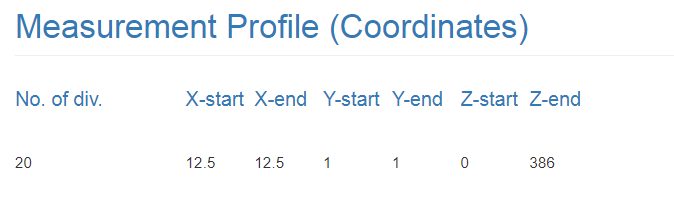 Measurement Profile (Coordinates)
No. of div. X-start X-end Y-start Y-end Z-start Z-end
20 12.5 12.5 1 1 0 386